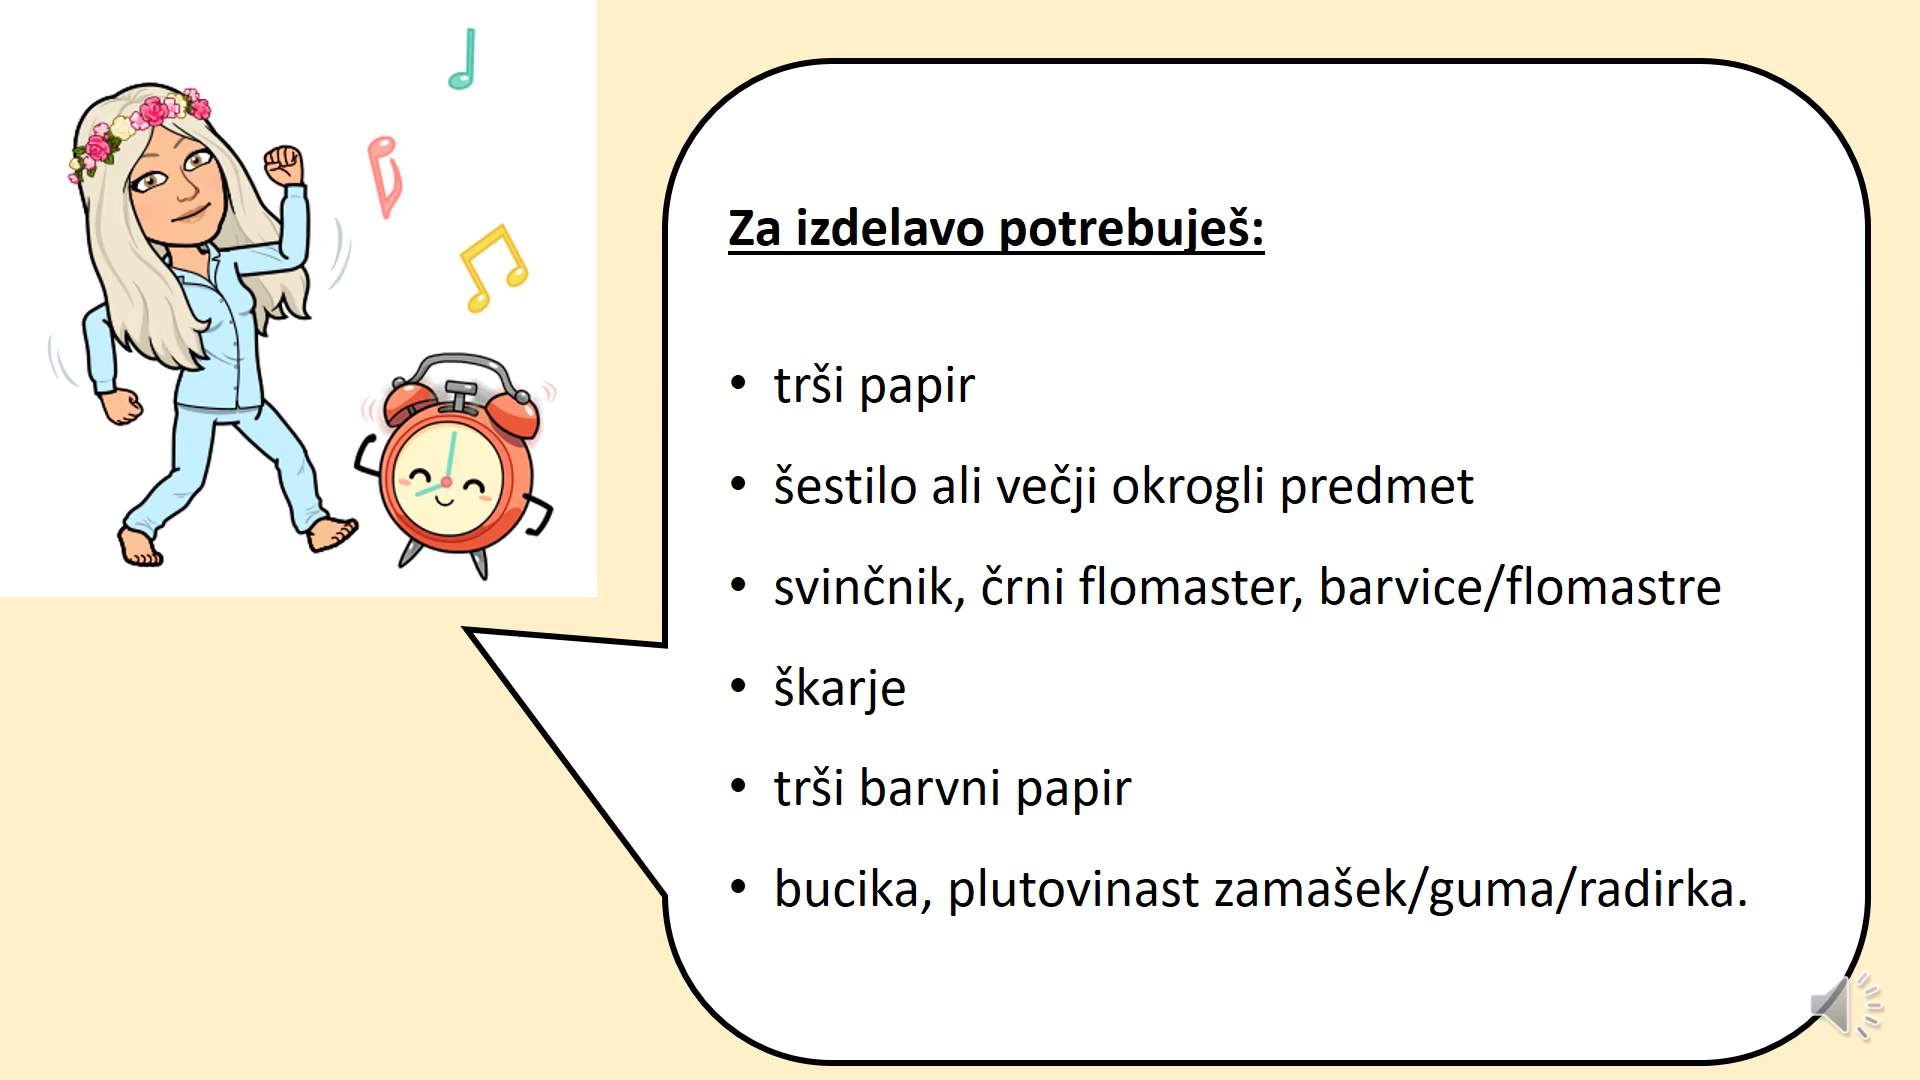 Za izdelavo potrebuješ:
• trši papir
• šestilo ali večji okrogli predmet
• svinčnik, črni flomaster, barvice/flomastre
• škarje
• trši barvni papir
• bucika, plutovinast zamašek/guma/radirka.